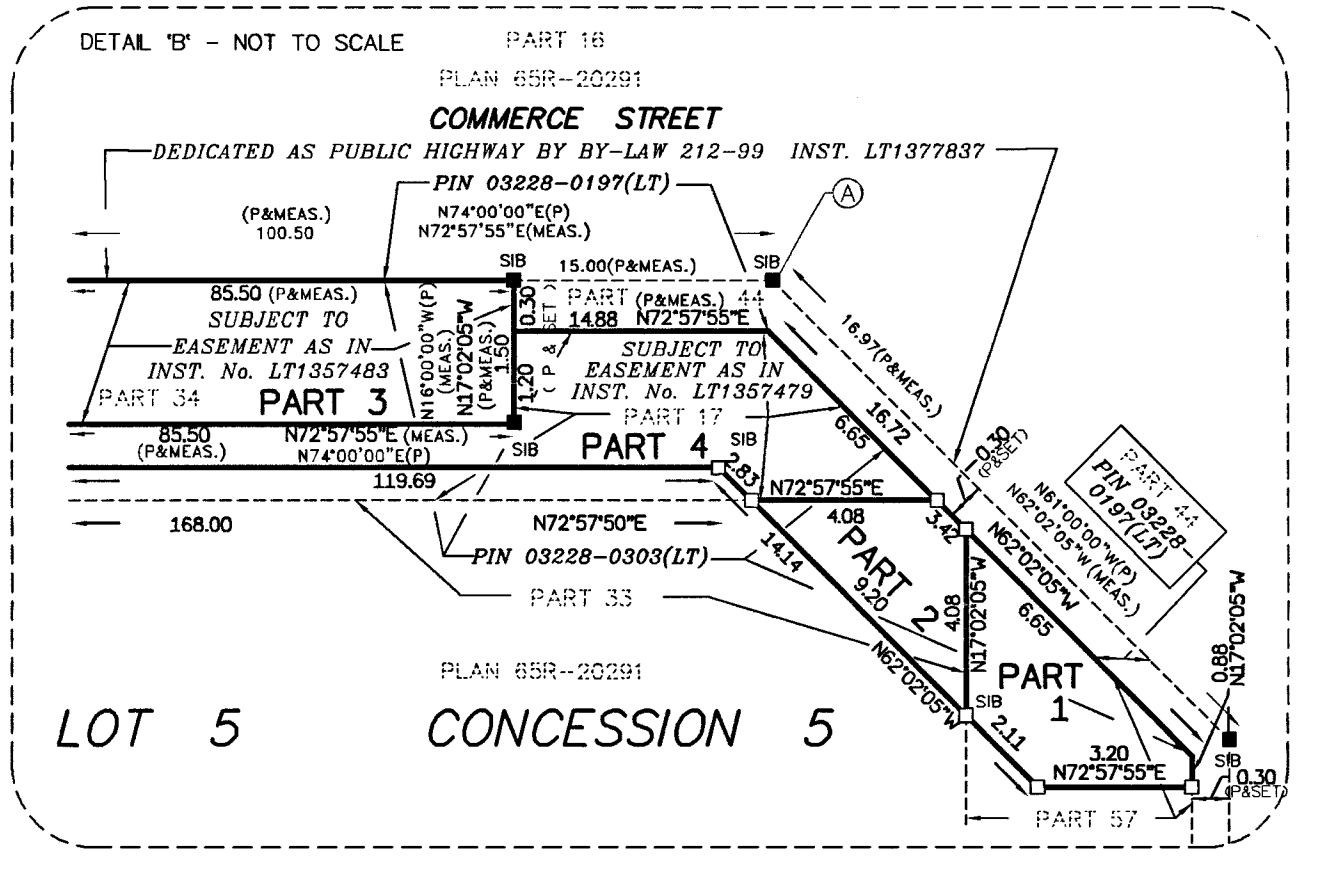 DETAIL 'B' - NOT TO SCALE
PART 16
PLAN 65R-20291
COMMERCE STREET
DEDICATED AS PUBLIC HIGHWAY BY BY-LAW 212-99 INST. LT1377837
PIN 03228-0197(LT)
A
(P&MEAS.)
100.50
N74°00'00"E(P)
N72°57'55"E(MEAS.)
SIB
15.00(P&MEAS.)
SIB
85.50 (P&MEAS.)
SUBJECT TO
EASEMENT AS IN
INST. No. LT1357483
PART 34
PART 3
N16°00'00"W(P)
(MEAS.)
N17°02'05"W
(P&MEAS.)
1.50
0.30
1.20
( P & SET )
PART 44
(P&MEAS.)
14.88
N72°57'55"E
SUBJECT TO
EASEMENT AS IN
INST. No. LT1357479
PART 17
16.97(P&MEAS.)
16.72
6.65
85.50
(P&MEAS.)
N72°57'55"E (MEAS.)
N74°00'00"E(P)
SIB
PART 4
SIB
119.69
2.83
N72°57'55"E
4.08
0.30
(P&SET)
3.42
168.00
N72°57'50"E
PIN 03228-0303(LT)
14.14
PART 2
9.20
N62°02'05"W
4.08
N17°02'05"W
N62°02'05"W
6.65
N61°00'00"W(P)
N62°02'05"W (MEAS.)
PART 44
PIN 03228-
0197(LT)
PART 33
0.88
N17°02'05"W
PLAN 65R-20291
LOT 5 CONCESSION 5
SIB
PART
1
2.11
3.20
N72°57'55"E
SIB
0.30
(P&SET)
PART 57